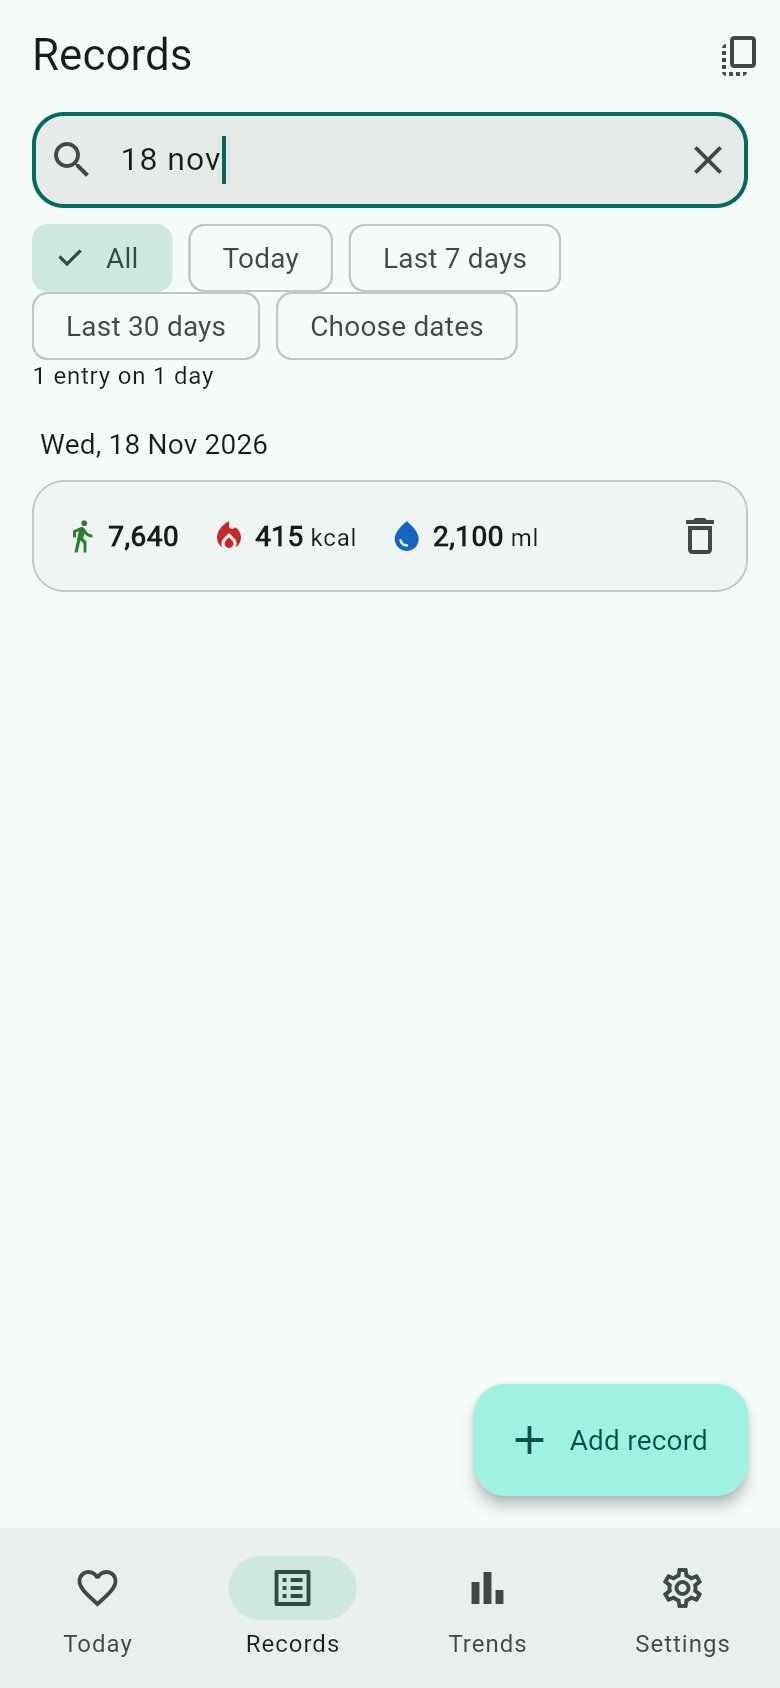 Records
18 nov
All Today Last 7 days
Last 30 days Choose dates
1 entry on 1 day
Wed, 18 Nov 2026
7,640 415 kcal 2,100 ml
Add record
Today Records Trends Settings